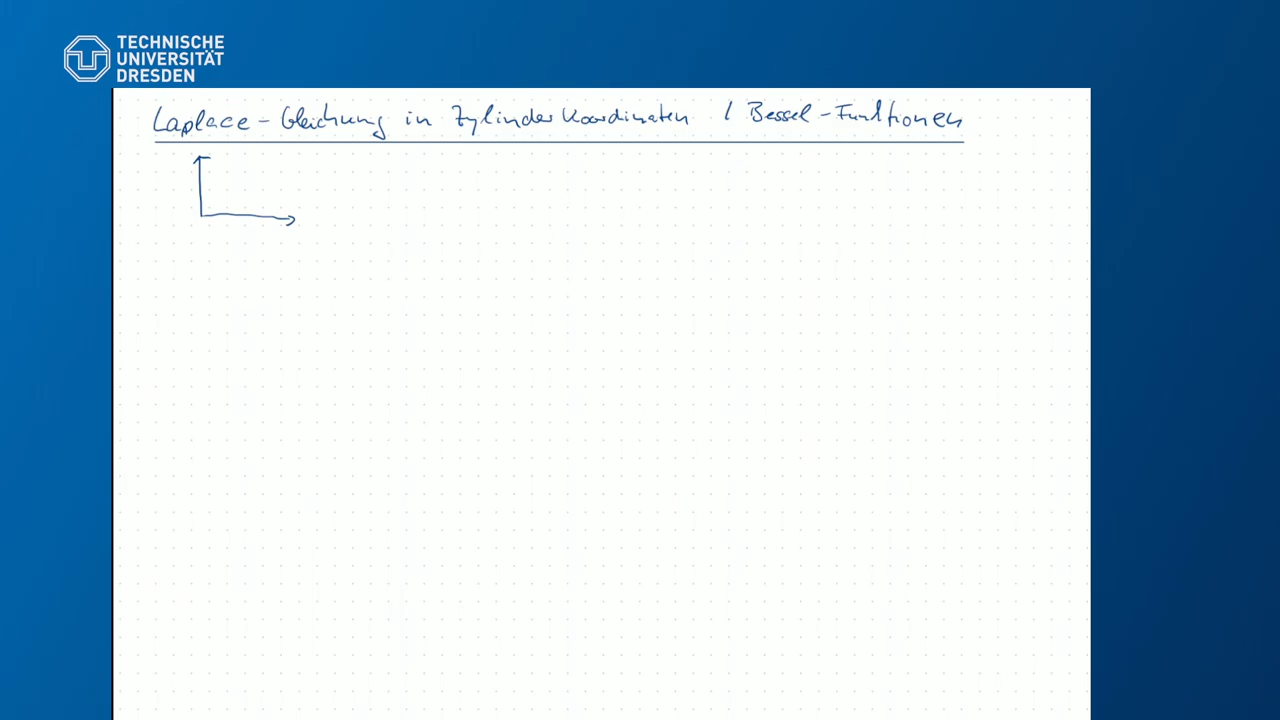 TECHNISCHE
UNIVERSITÄT
DRESDEN
Laplace-Gleichung in Zylinderkoordinaten / Bessel-Funktionen